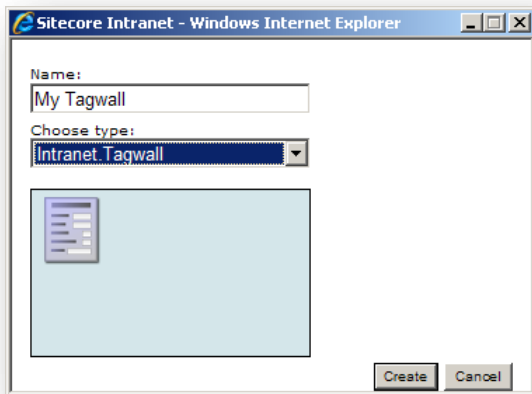 Sitecore Intranet - Windows Internet Explorer
Name:
My Tagwall
Choose type:
Intranet.Tagwall
Create Cancel